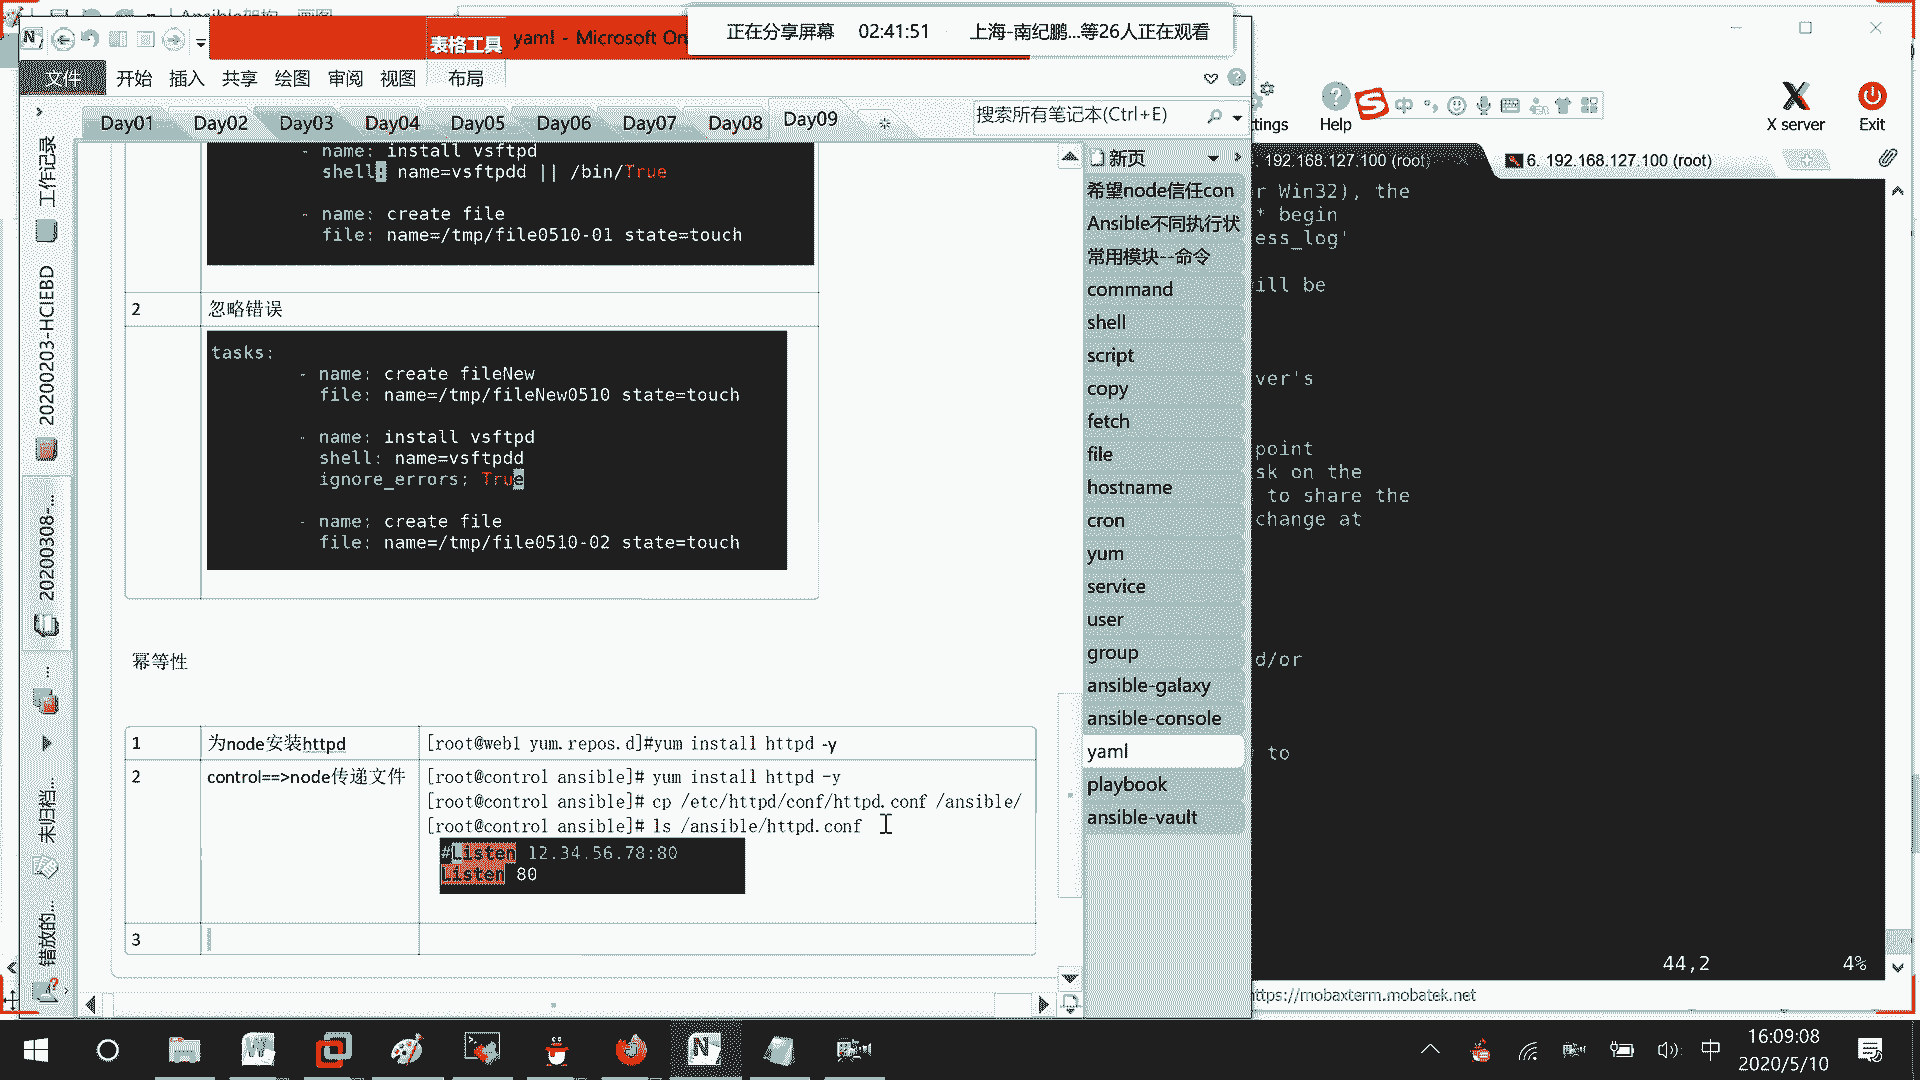 正在分享屏幕 02:41:51 上海-南纪鹏...等26人正在观看
表格工具 yaml - Microsoft On
文件 开始 插入 共享 绘图 审阅 视图 布局
Day01 Day02 Day03 Day04 Day05 Day06 Day07 Day08 Day09
搜索所有笔记本(Ctrl+E)
工作记录
20200203-HCIEBD
20200308-...
...
未归档...
错放的...
- name: install vsftpd
shell: name=vsftpdd || /bin/True
- name: create file
file: name=/tmp/file0510-01 state=touch
2 忽略错误
tasks:
- name: create fileNew
file: name=/tmp/fileNew0510 state=touch
- name: install vsftpd
shell: name=vsftpdd
ignore_errors: True
- name: create file
file: name=/tmp/file0510-02 state=touch
幂等性
1 为node安装httpd [root@web1 yum.repos.d]#yum install httpd -y
2 control==>node传递文件 [root@control ansible]# yum install httpd -y
[root@control ansible]# cp /etc/httpd/conf/httpd.conf /ansible/
[root@control ansible]# ls /ansible/httpd.conf
#Listen 12.34.56.78:80
Listen 80
3
新页
希望node信任con
Ansible不同执行状
常用模块--命令
command
shell
script
copy
fetch
file
hostname
cron
yum
service
user
group
ansible-galaxy
ansible-console
yaml
playbook
ansible-vault
ttings Help 中 X server Exit
192.168.127.100 (root) 6. 192.168.127.100 (root)
r Win32), the
* begin
ess_log'
ill be
ver's
point
sk on the
to share the
change at
d/or
to
44,2 4%
https://mobaxterm.mobatek.net
中
16:09:08
2020/5/10